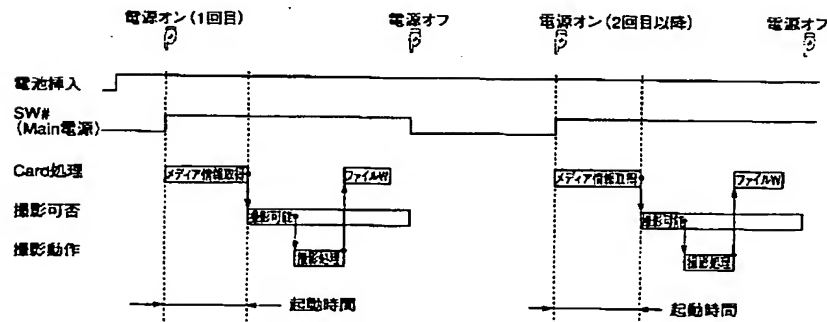 電源オン(1回目)
電源オフ
電源オン(2回目以降)
電源オフ
電池挿入
SW#
(Main電源)
Card処理
メディア情報取得
ファイルW
メディア情報取得
ファイルW
撮影可否
撮影可能
撮影可能
撮影動作
撮影処理
撮影処理
起動時間
起動時間